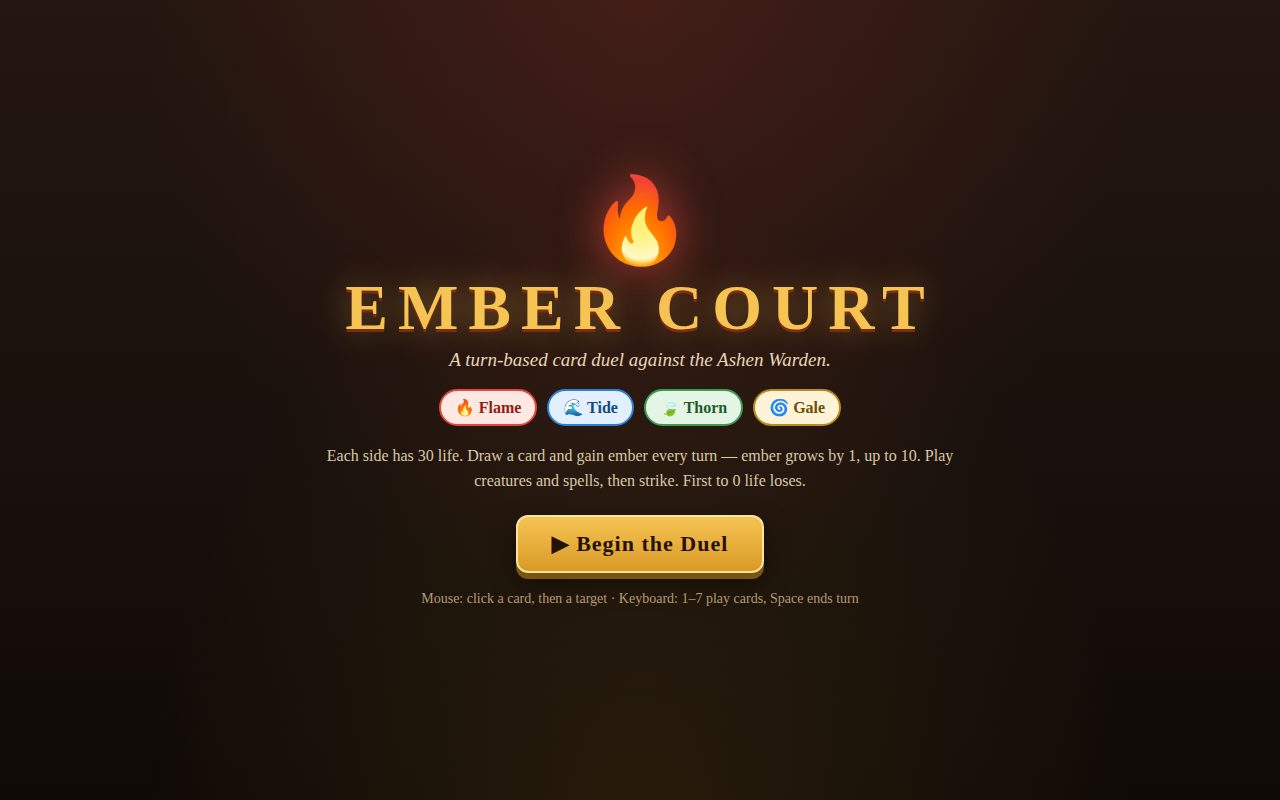 EMBER COURT
A turn-based card duel against the Ashen Warden.
Flame Tide Thorn Gale
Each side has 30 life. Draw a card and gain ember every turn — ember grows by 1, up to 10. Play
creatures and spells, then strike. First to 0 life loses.
▶ Begin the Duel
Mouse: click a card, then a target · Keyboard: 1–7 play cards, Space ends turn